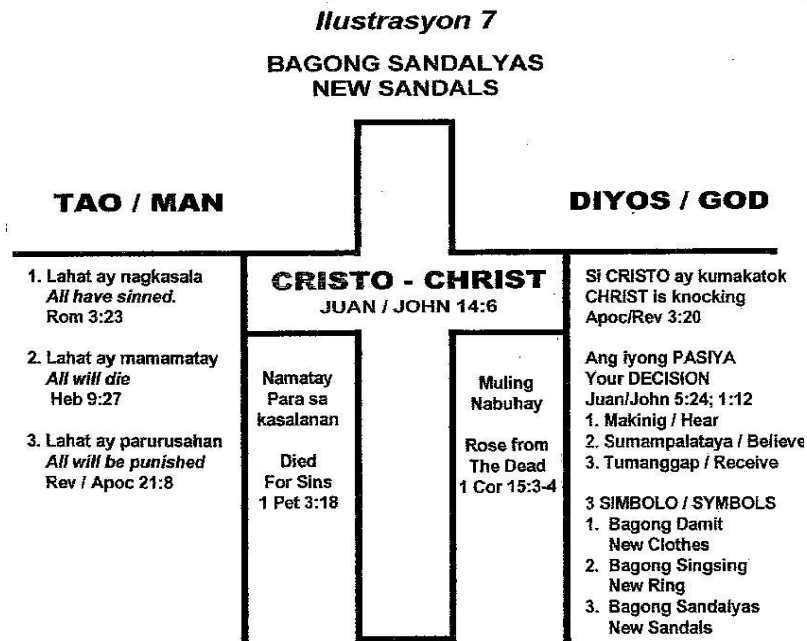 Ilustrasyon 7
BAGONG SANDALYAS
NEW SANDALS
TAO / MAN
DIYOS / GOD
1. Lahat ay nagkasala
All have sinned.
Rom 3:23
2. Lahat ay mamamatay
All will die
Heb 9:27
3. Lahat ay parurusahan
All will be punished
Rev / Apoc 21:8
CRISTO - CHRIST
JUAN / JOHN 14:6
Namatay
Para sa
kasalanan
Died
For Sins
1 Pet 3:18
Muling
Nabuhay
Rose from
The Dead
1 Cor 15:3-4
Si CRISTO ay kumakatok
CHRIST is knocking
Apoc/Rev 3:20
Ang iyong PASIYA
Your DECISION
Juan/John 5:24; 1:12
1. Makinig / Hear
2. Sumampalataya / Believe
3. Tumanggap / Receive
3 SIMBOLO / SYMBOLS
1. Bagong Damit
New Clothes
2. Bagong Singsing
New Ring
3. Bagong Sandalyas
New Sandals